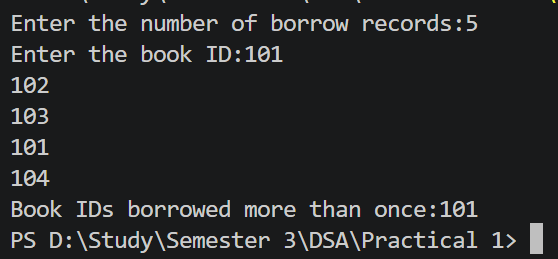 Enter the number of borrow records:5
Enter the book ID:101
102
103
101
104
Book IDs borrowed more than once:101
PS D:\Study\Semester 3\DSA\Practical 1>